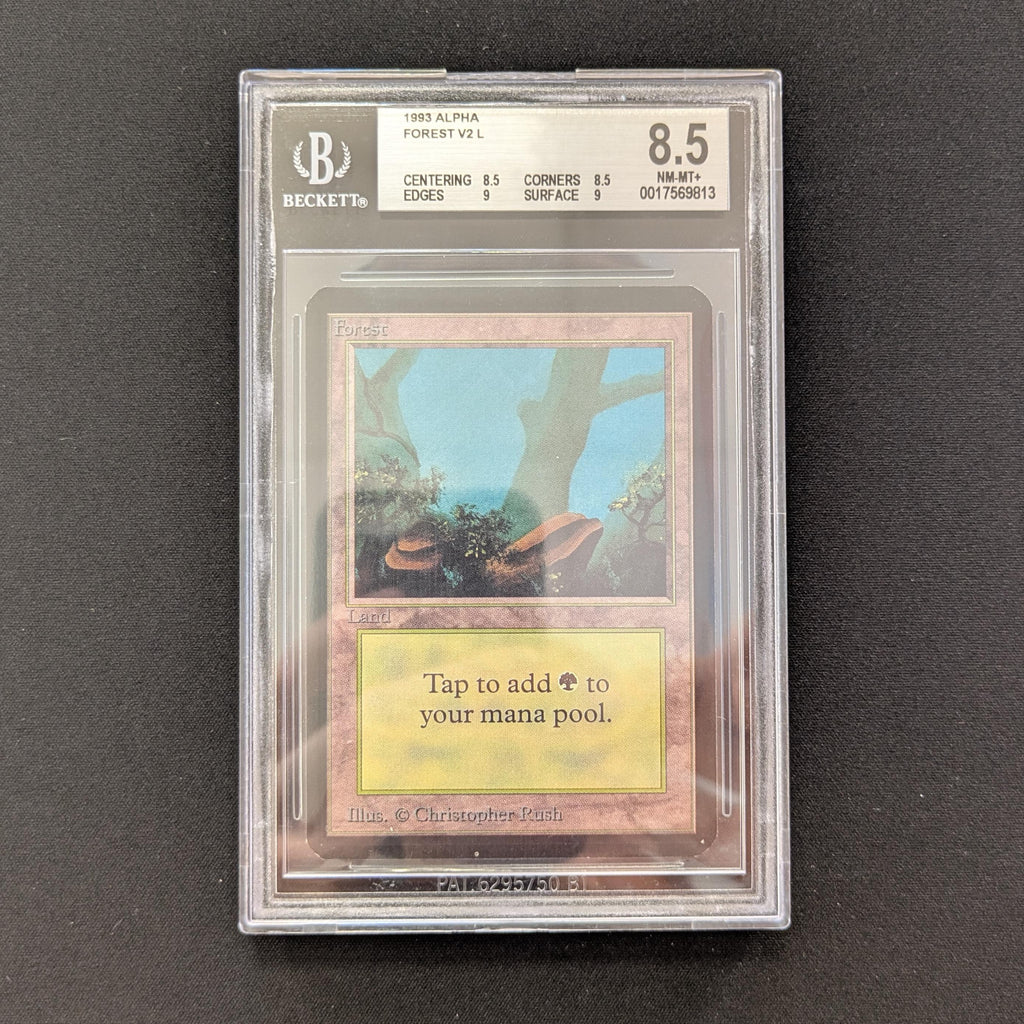 1993 ALPHA
FOREST V2 L
8.5
NM-MT+
CENTERING 8.5 CORNERS 8.5
EDGES 9 SURFACE 9
0017569813
B
BECKETT®
Forest
Land
Tap to add to
your mana pool.
Illus. © Christopher Rush
PAT.6295750 B1